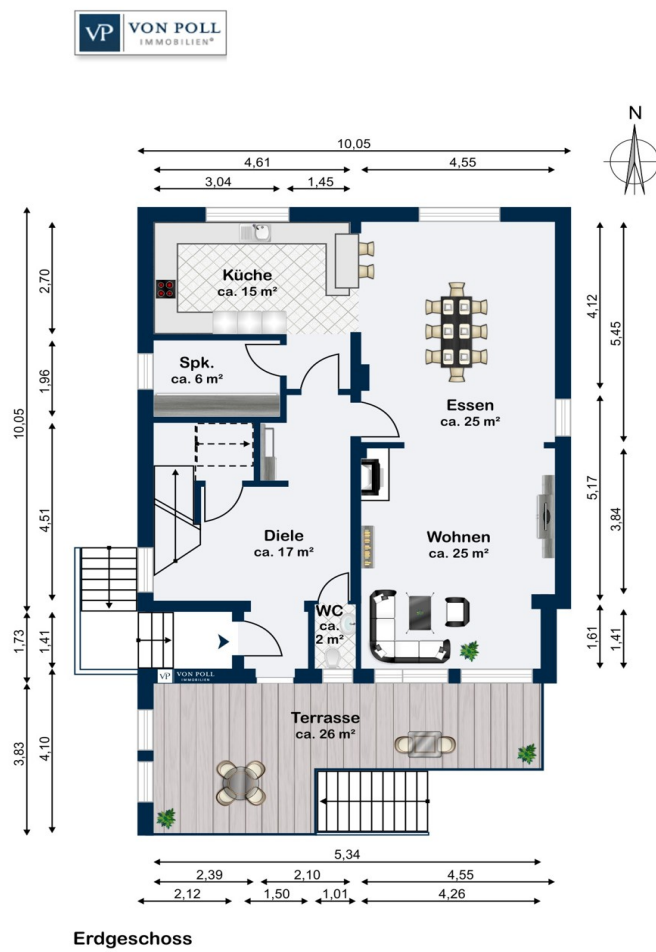 VP VON POLL
IMMOBILIEN®
N
10,05
4,61 4,55
3,04 1,45
2,70
1,96
10,05
4,51
1,73
1,41
3,83
4,10
4,12
5,45
5,17
3,84
1,61
1,41
Küche
ca. 15 m²
Spk.
ca. 6 m²
Essen
ca. 25 m²
Diele
ca. 17 m²
Wohnen
ca. 25 m²
WC
ca.
2 m²
VP VON POLL
IMMOBILIEN
Terrasse
ca. 26 m²
5,34
2,39 2,10 4,55
2,12 1,50 1,01 4,26
Erdgeschoss